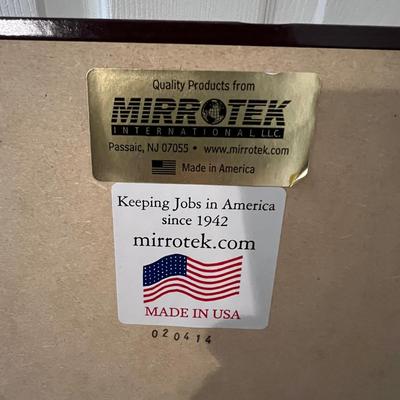 Quality Products from
MIRROTEK
INTERNATIONAL, L.L.C.
Passaic, NJ 07055 • www.mirrotek.com
Made in America
Keeping Jobs in America
since 1942
mirrotek.com
MADE IN USA
020414